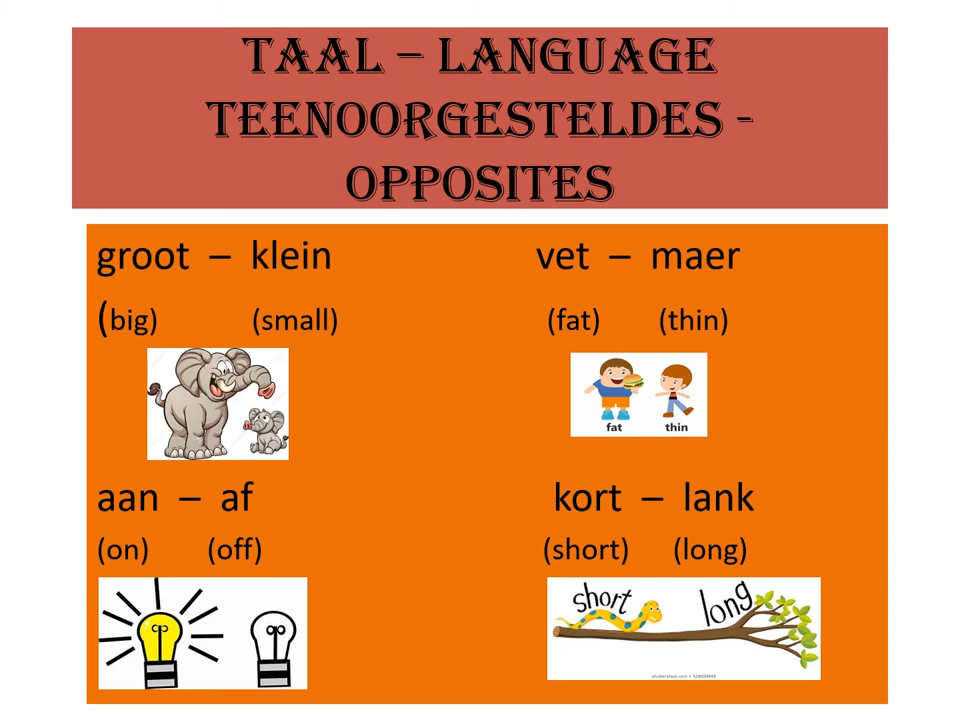 TAAL – LANGUAGE
TEENOORGESTELDES -
OPPOSITES
groot – klein vet – maer
(big) (small) (fat) (thin)
fat thin
aan – af kort – lank
(on) (off) (short) (long)
short long